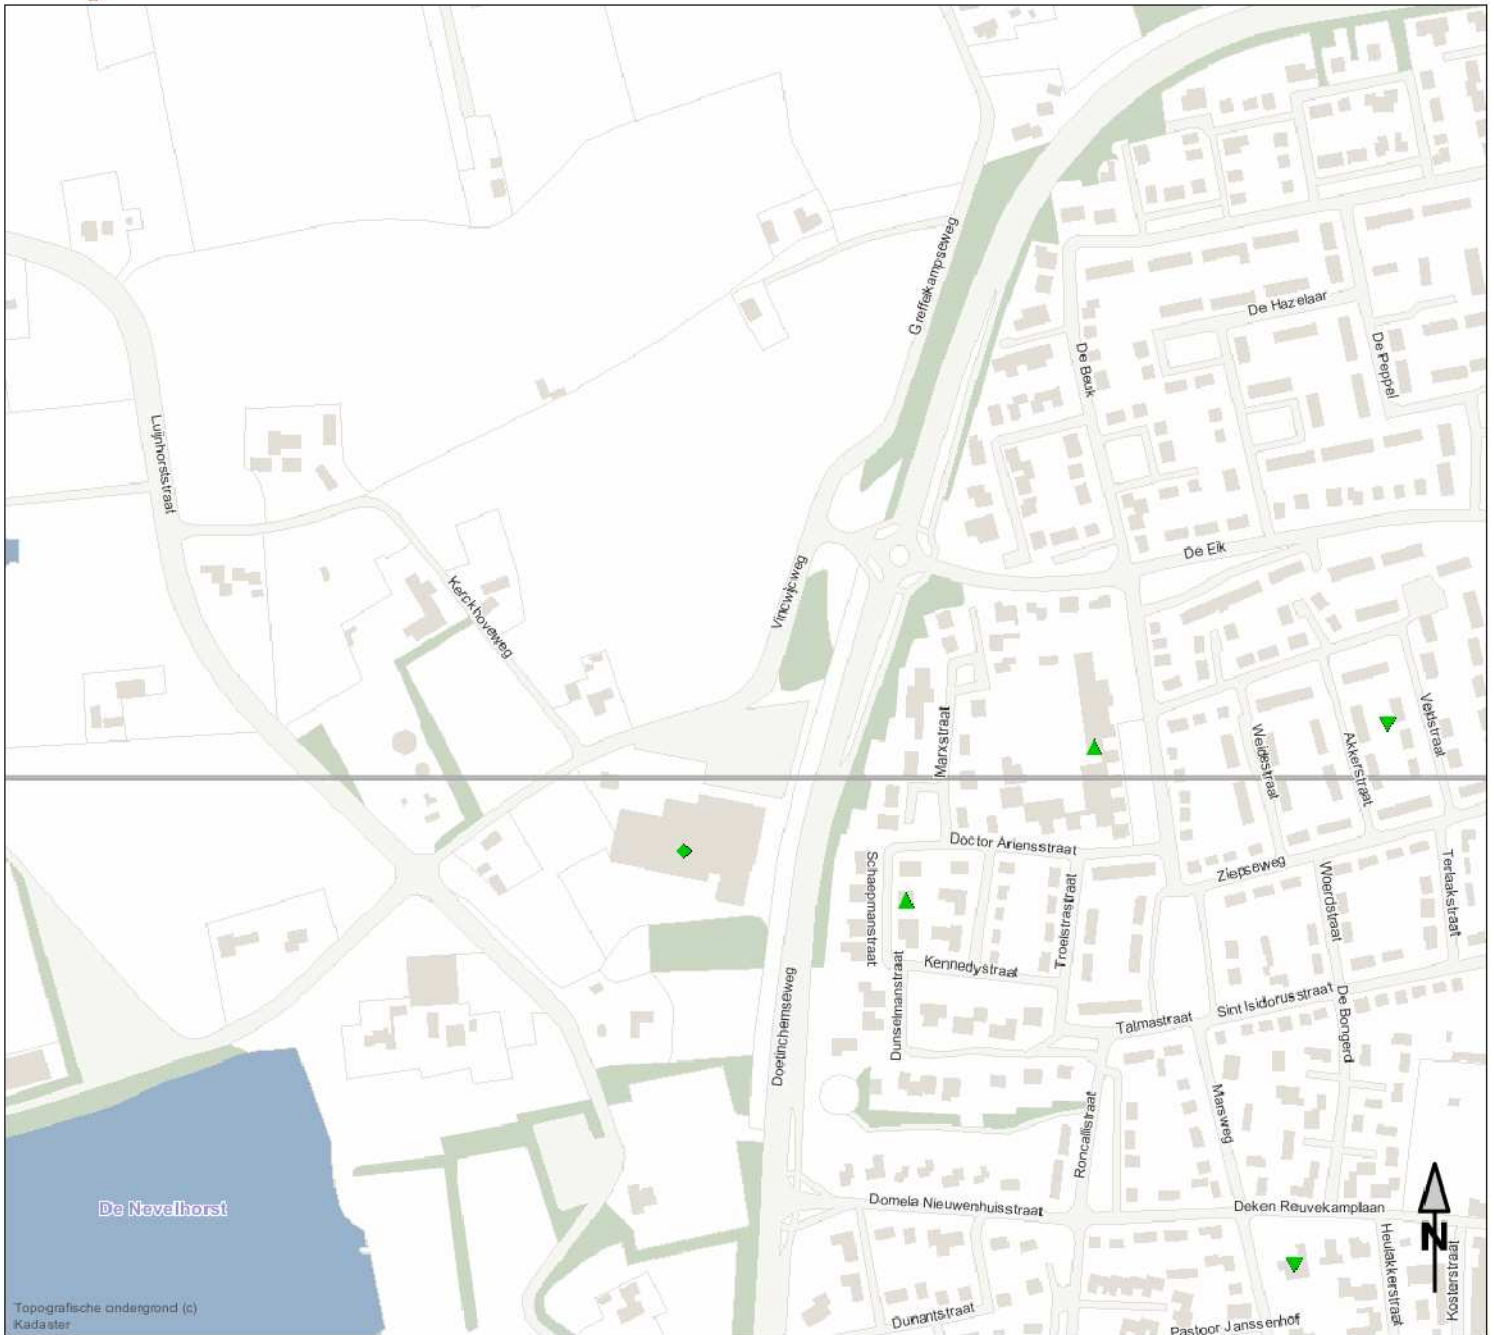 Greffelkampseweg
De Hazelaar
De Beuk
De Peppel
Luijnhorststraat
De Eik
Vincwicweg
Kerckhoveweg
Marxstraat
Weidestraat
Akkerstraat
Veldstraat
Doctor Ariensstraat
Ziepseweg
Schaepmanstraat
Troelstrastraat
Woerdstraat
Terlaakstraat
Kennedystraat
Dunselmanstraat
Doetinchemseweg
Sint Isidorusstraat
Talmastraat
De Bongerd
Marsweg
Roncallistraat
De Nevelhorst
Domela Nieuwenhuisstraat
Deken Reuvekamplaan
N
Heulakkerstraat
Kosterstraat
Dunantstraat
Pastoor Janssenhof
Topografische ondergrond (c)
Kadaster